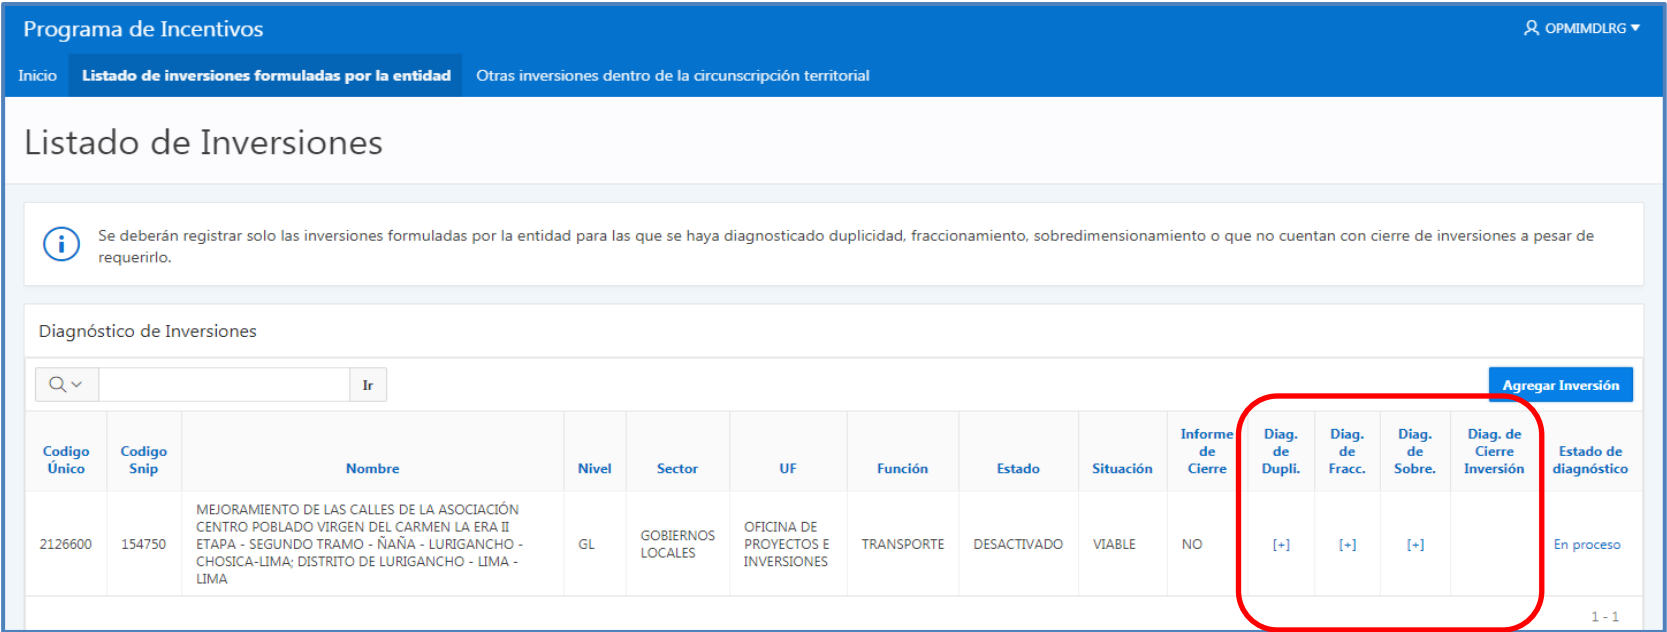 Programa de Incentivos
OPMIMDLRG
Inicio
Listado de inversiones formuladas por la entidad
Otras inversiones dentro de la circunscripción territorial
Listado de Inversiones
Se deberán registrar solo las inversiones formuladas por la entidad para las que se haya diagnosticado duplicidad, fraccionamiento, sobredimensionamiento o que no cuentan con cierre de inversiones a pesar de
requerirlo.
Diagnóstico de Inversiones
Ir
Agregar Inversión
Codigo
Único
Codigo
Snip
Nombre
Nivel
Sector
UF
Función
Estado
Situación
Informe
de
Cierre
Diag.
de
Dupli.
Diag.
de
Fracc.
Diag.
de
Sobre.
Diag. de
Cierre
Inversión
Estado de
diagnóstico
2126600
154750
MEJORAMIENTO DE LAS CALLES DE LA ASOCIACIÓN
CENTRO POBLADO VIRGEN DEL CARMEN LA ERA II
ETAPA - SEGUNDO TRAMO - ÑAÑA - LURIGANCHO -
CHOSICA-LIMA; DISTRITO DE LURIGANCHO - LIMA -
LIMA
GL
GOBIERNOS
LOCALES
OFICINA DE
PROYECTOS E
INVERSIONES
TRANSPORTE
DESACTIVADO
VIABLE
NO
[+]
[+]
[+]
En proceso
1 - 1